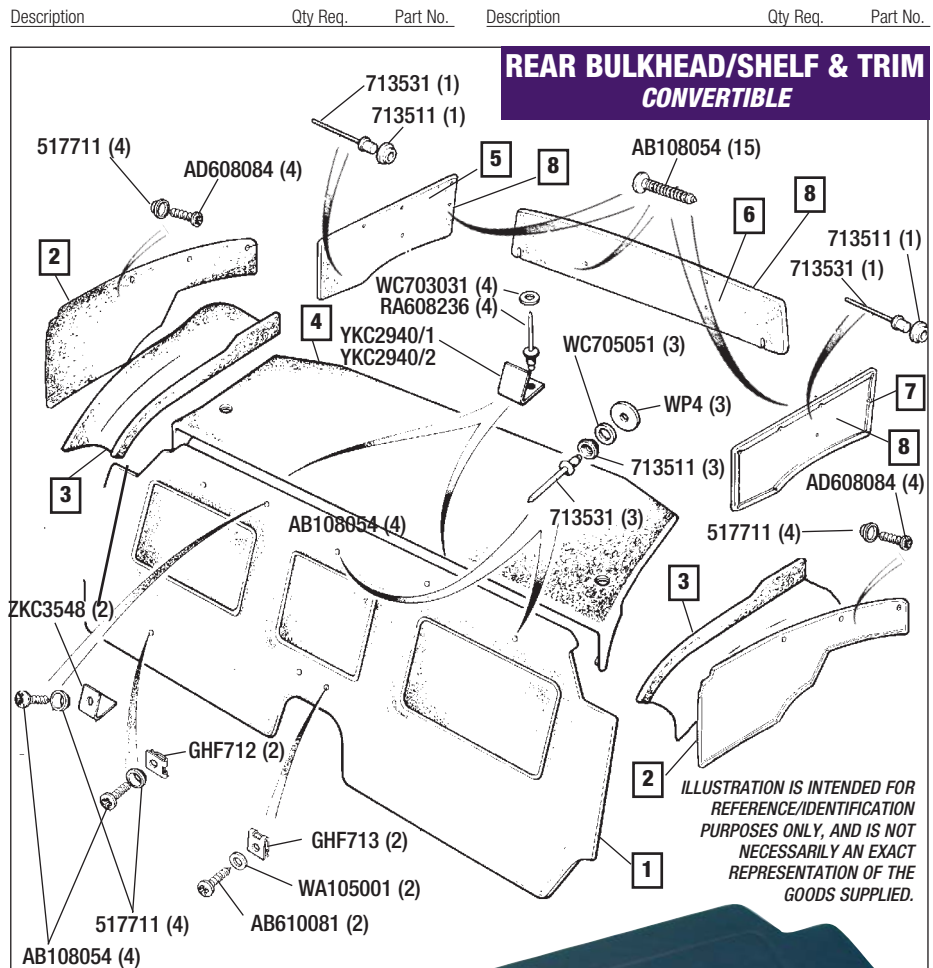 Description Qty Req. Part No. Description Qty Req. Part No.
REAR BULKHEAD/SHELF & TRIM
CONVERTIBLE
713531 (1)
713511 (1)
517711 (4)
AD608084 (4)
5
8
AB108054 (15)
6
8
2
713511 (1)
713531 (1)
WC703031 (4)
RA608236 (4)
4
YKC2940/1
YKC2940/2
WC705051 (3)
WP4 (3)
7
8
713511 (3)
AD608084 (4)
3
AB108054 (4)
713531 (3)
517711 (4)
3
ZKC3548 (2)
GHF712 (2)
2
ILLUSTRATION IS INTENDED FOR
REFERENCE/IDENTIFICATION
PURPOSES ONLY, AND IS NOT
NECESSARILY AN EXACT
REPRESENTATION OF THE
GOODS SUPPLIED.
GHF713 (2)
1
WA105001 (2)
517711 (4)
AB610081 (2)
AB108054 (4)